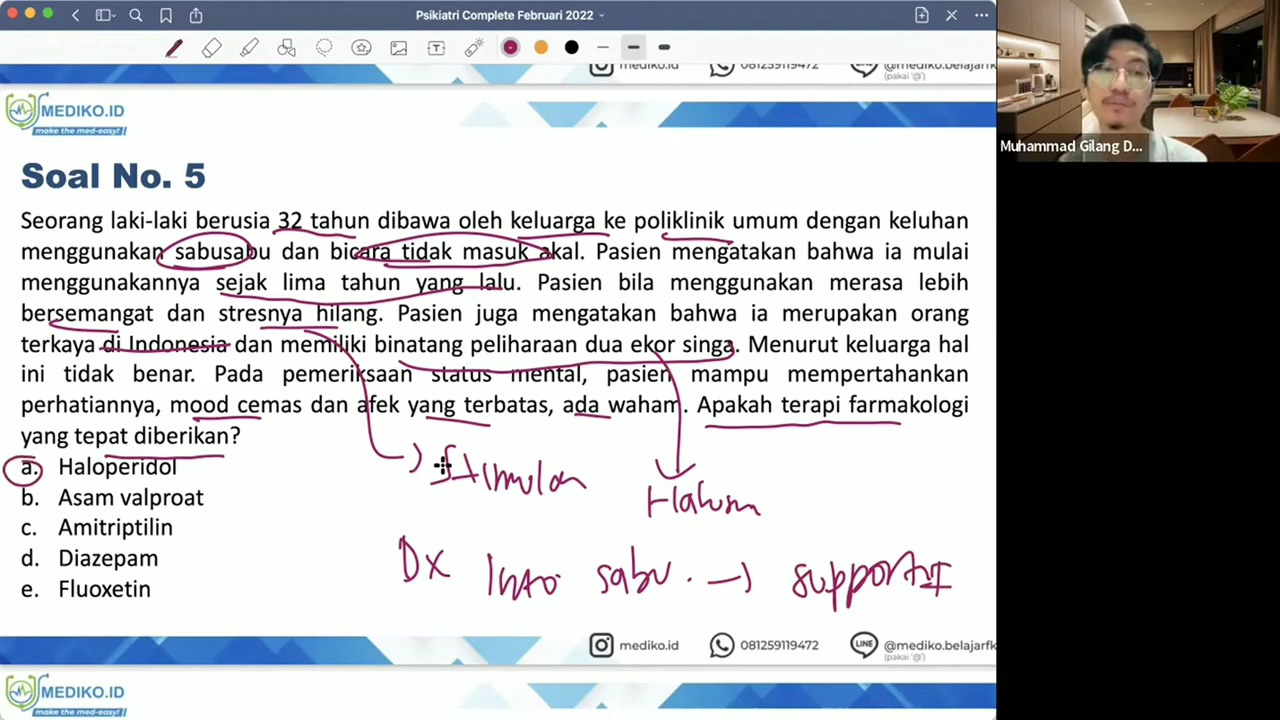 Psikiatri Complete Februari 2022
mediko.id 081259119472 @mediko.belajarfk
(pakai '@')
MEDIKO.ID
make the med-easy!
Muhammad Gilang D...
Soal No. 5
Seorang laki-laki berusia 32 tahun dibawa oleh keluarga ke poliklinik umum dengan keluhan
menggunakan sabusabu dan bicara tidak masuk akal. Pasien mengatakan bahwa ia mulai
menggunakannya sejak lima tahun yang lalu. Pasien bila menggunakan merasa lebih
bersemangat dan stresnya hilang. Pasien juga mengatakan bahwa ia merupakan orang
terkaya di Indonesia dan memiliki binatang peliharaan dua ekor singa. Menurut keluarga hal
ini tidak benar. Pada pemeriksaan status mental, pasien mampu mempertahankan
perhatiannya, mood cemas dan afek yang terbatas, ada waham. Apakah terapi farmakologi
yang tepat diberikan?
a. Haloperidol
b. Asam valproat
c. Amitriptilin
d. Diazepam
e. Fluoxetin
Stimulan
Dx Into sabu. → supportif
mediko.id 081259119472 @mediko.belajarfk
(pakai '@')
MEDIKO.ID
make the med-easy!